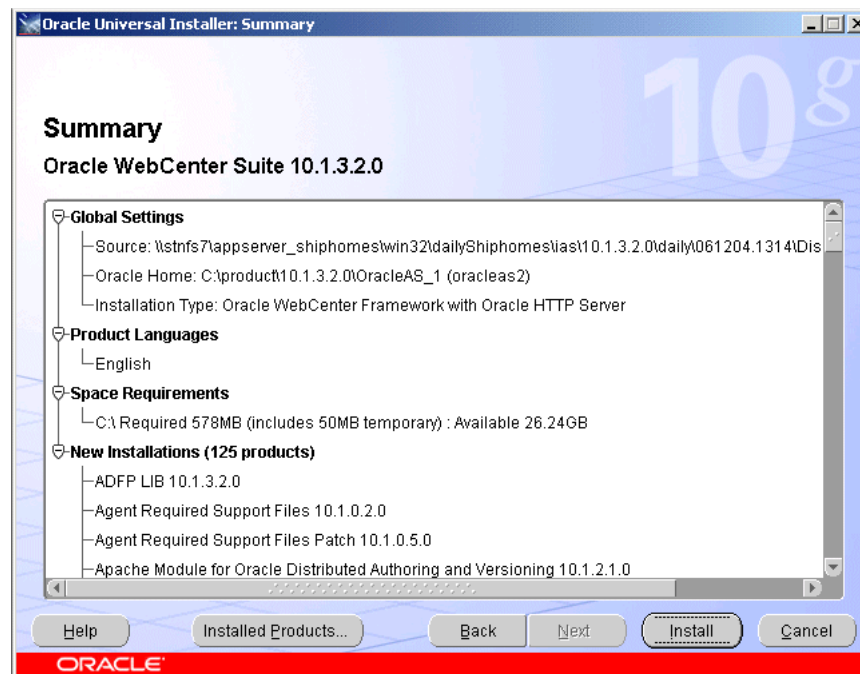 Oracle Universal Installer: Summary
10g
Summary
Oracle WebCenter Suite 10.1.3.2.0
Global Settings
Source: \\stnfs7\appserver_shiphomes\win32\dailyShiphomes\ias\10.1.3.2.0\daily\061204.1314\Dis
Oracle Home: C:\product\10.1.3.2.0\OracleAS_1 (oracleas2)
Installation Type: Oracle WebCenter Framework with Oracle HTTP Server
Product Languages
English
Space Requirements
C:\ Required 578MB (includes 50MB temporary) : Available 26.24GB
New Installations (125 products)
ADFP LIB 10.1.3.2.0
Agent Required Support Files 10.1.0.2.0
Agent Required Support Files Patch 10.1.0.5.0
Apache Module for Oracle Distributed Authoring and Versioning 10.1.2.1.0
Help Installed Products... Back Next Install Cancel
ORACLE